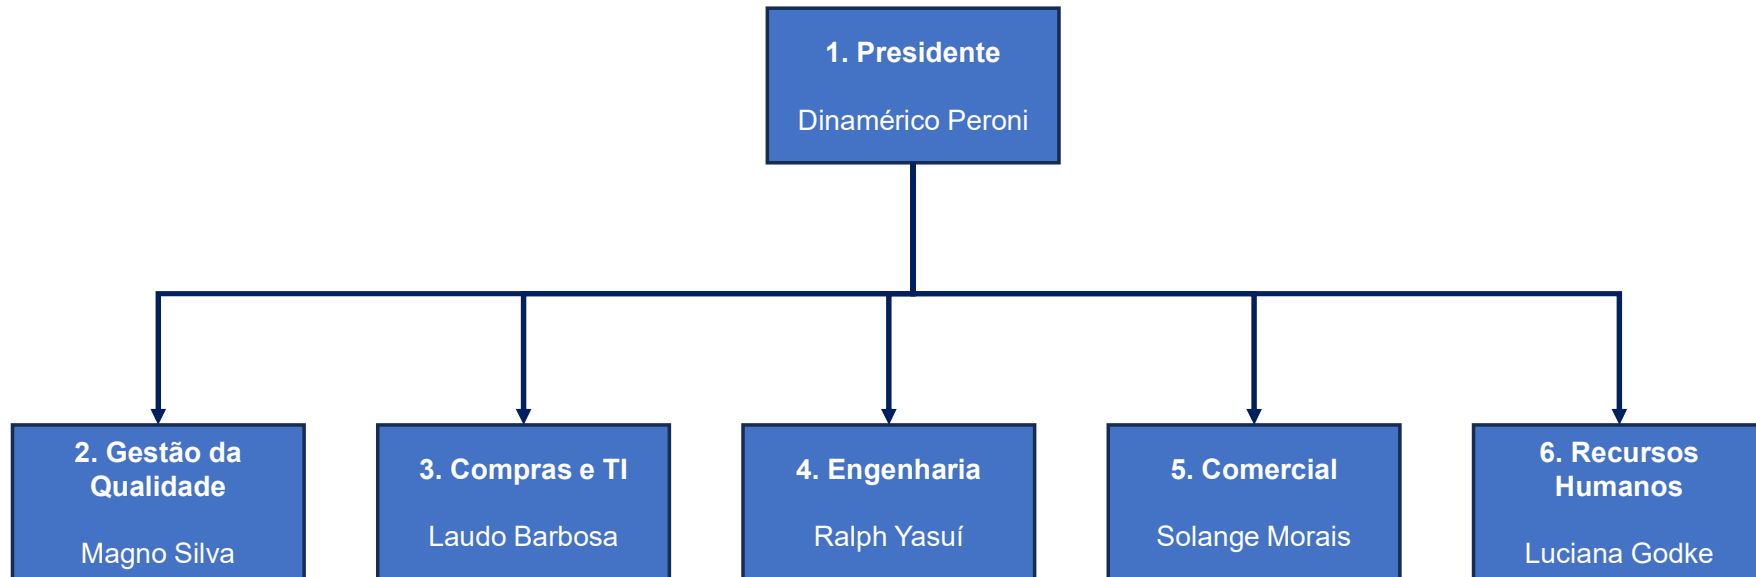 1. Presidente
Dinamérico Peroni
2. Gestão da
Qualidade
Magno Silva
3. Compras e TI
Laudo Barbosa
4. Engenharia
Ralph Yasuí
5. Comercial
Solange Morais
6. Recursos
Humanos
Luciana Godke